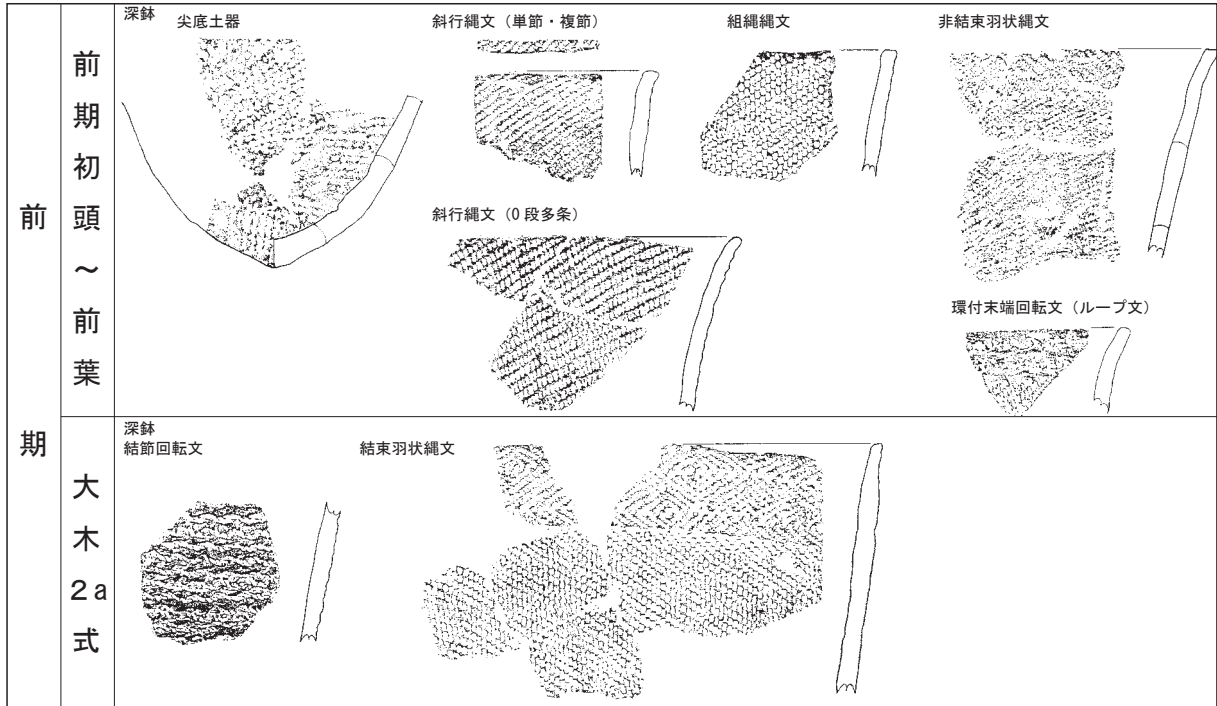 前期
前期初頭～前葉
深鉢
尖底土器
斜行縄文（単節・複節）
組縄縄文
非結束羽状縄文
斜行縄文（0段多条）
環付末端回転文（ループ文）
大木2a式
深鉢
結節回転文
結束羽状縄文